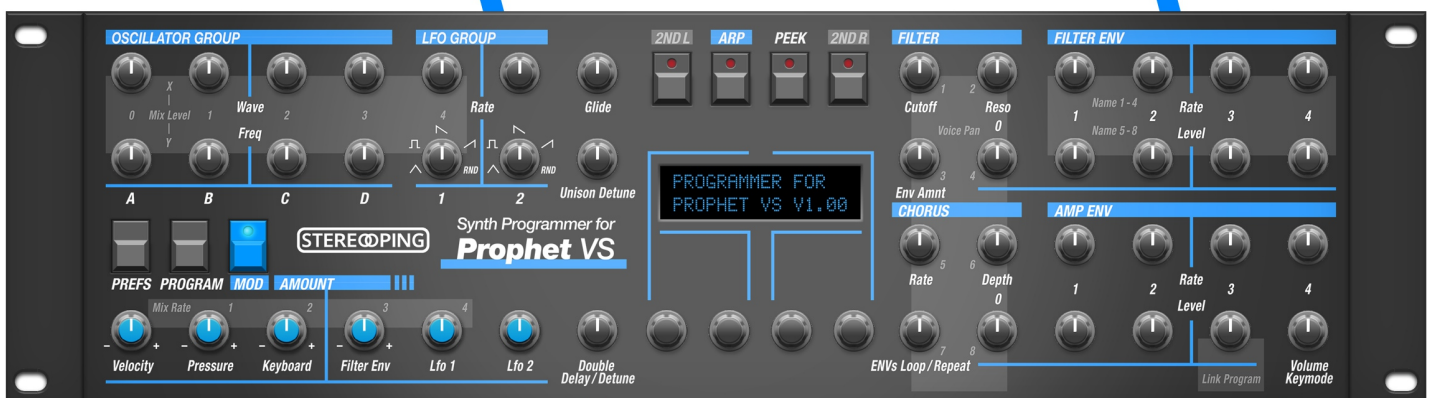 OSCILLATOR GROUP
LFO GROUP
2ND L
ARP
PEEK
2ND R
FILTER
FILTER ENV
X
0 Mix Level 1 2 3 4
Y
Wave
Freq
A B C D
Rate
RND
RND
1 2
Glide
Unison Detune
PROGRAMMER FOR
PROPHET VS V1.00
Cutoff
1
2
Reso
0
Voice Pan
3
4
Env Amnt
Name 1-4
Name 5-8
1 2 3 4
Rate
Level
PREFS PROGRAM MOD AMOUNT
STEREOPING
Synth Programmer for
Prophet VS
CHORUS
AMP ENV
5
6
Rate
Depth
0
7
8
ENVs Loop / Repeat
1 2 3 4
Rate
Level
Mix Rate 1 2 3 4
- + - + - + - +
Velocity Pressure Keyboard Filter Env Lfo 1 Lfo 2
Double
Delay / Detune
Link Program
Volume
Keymode